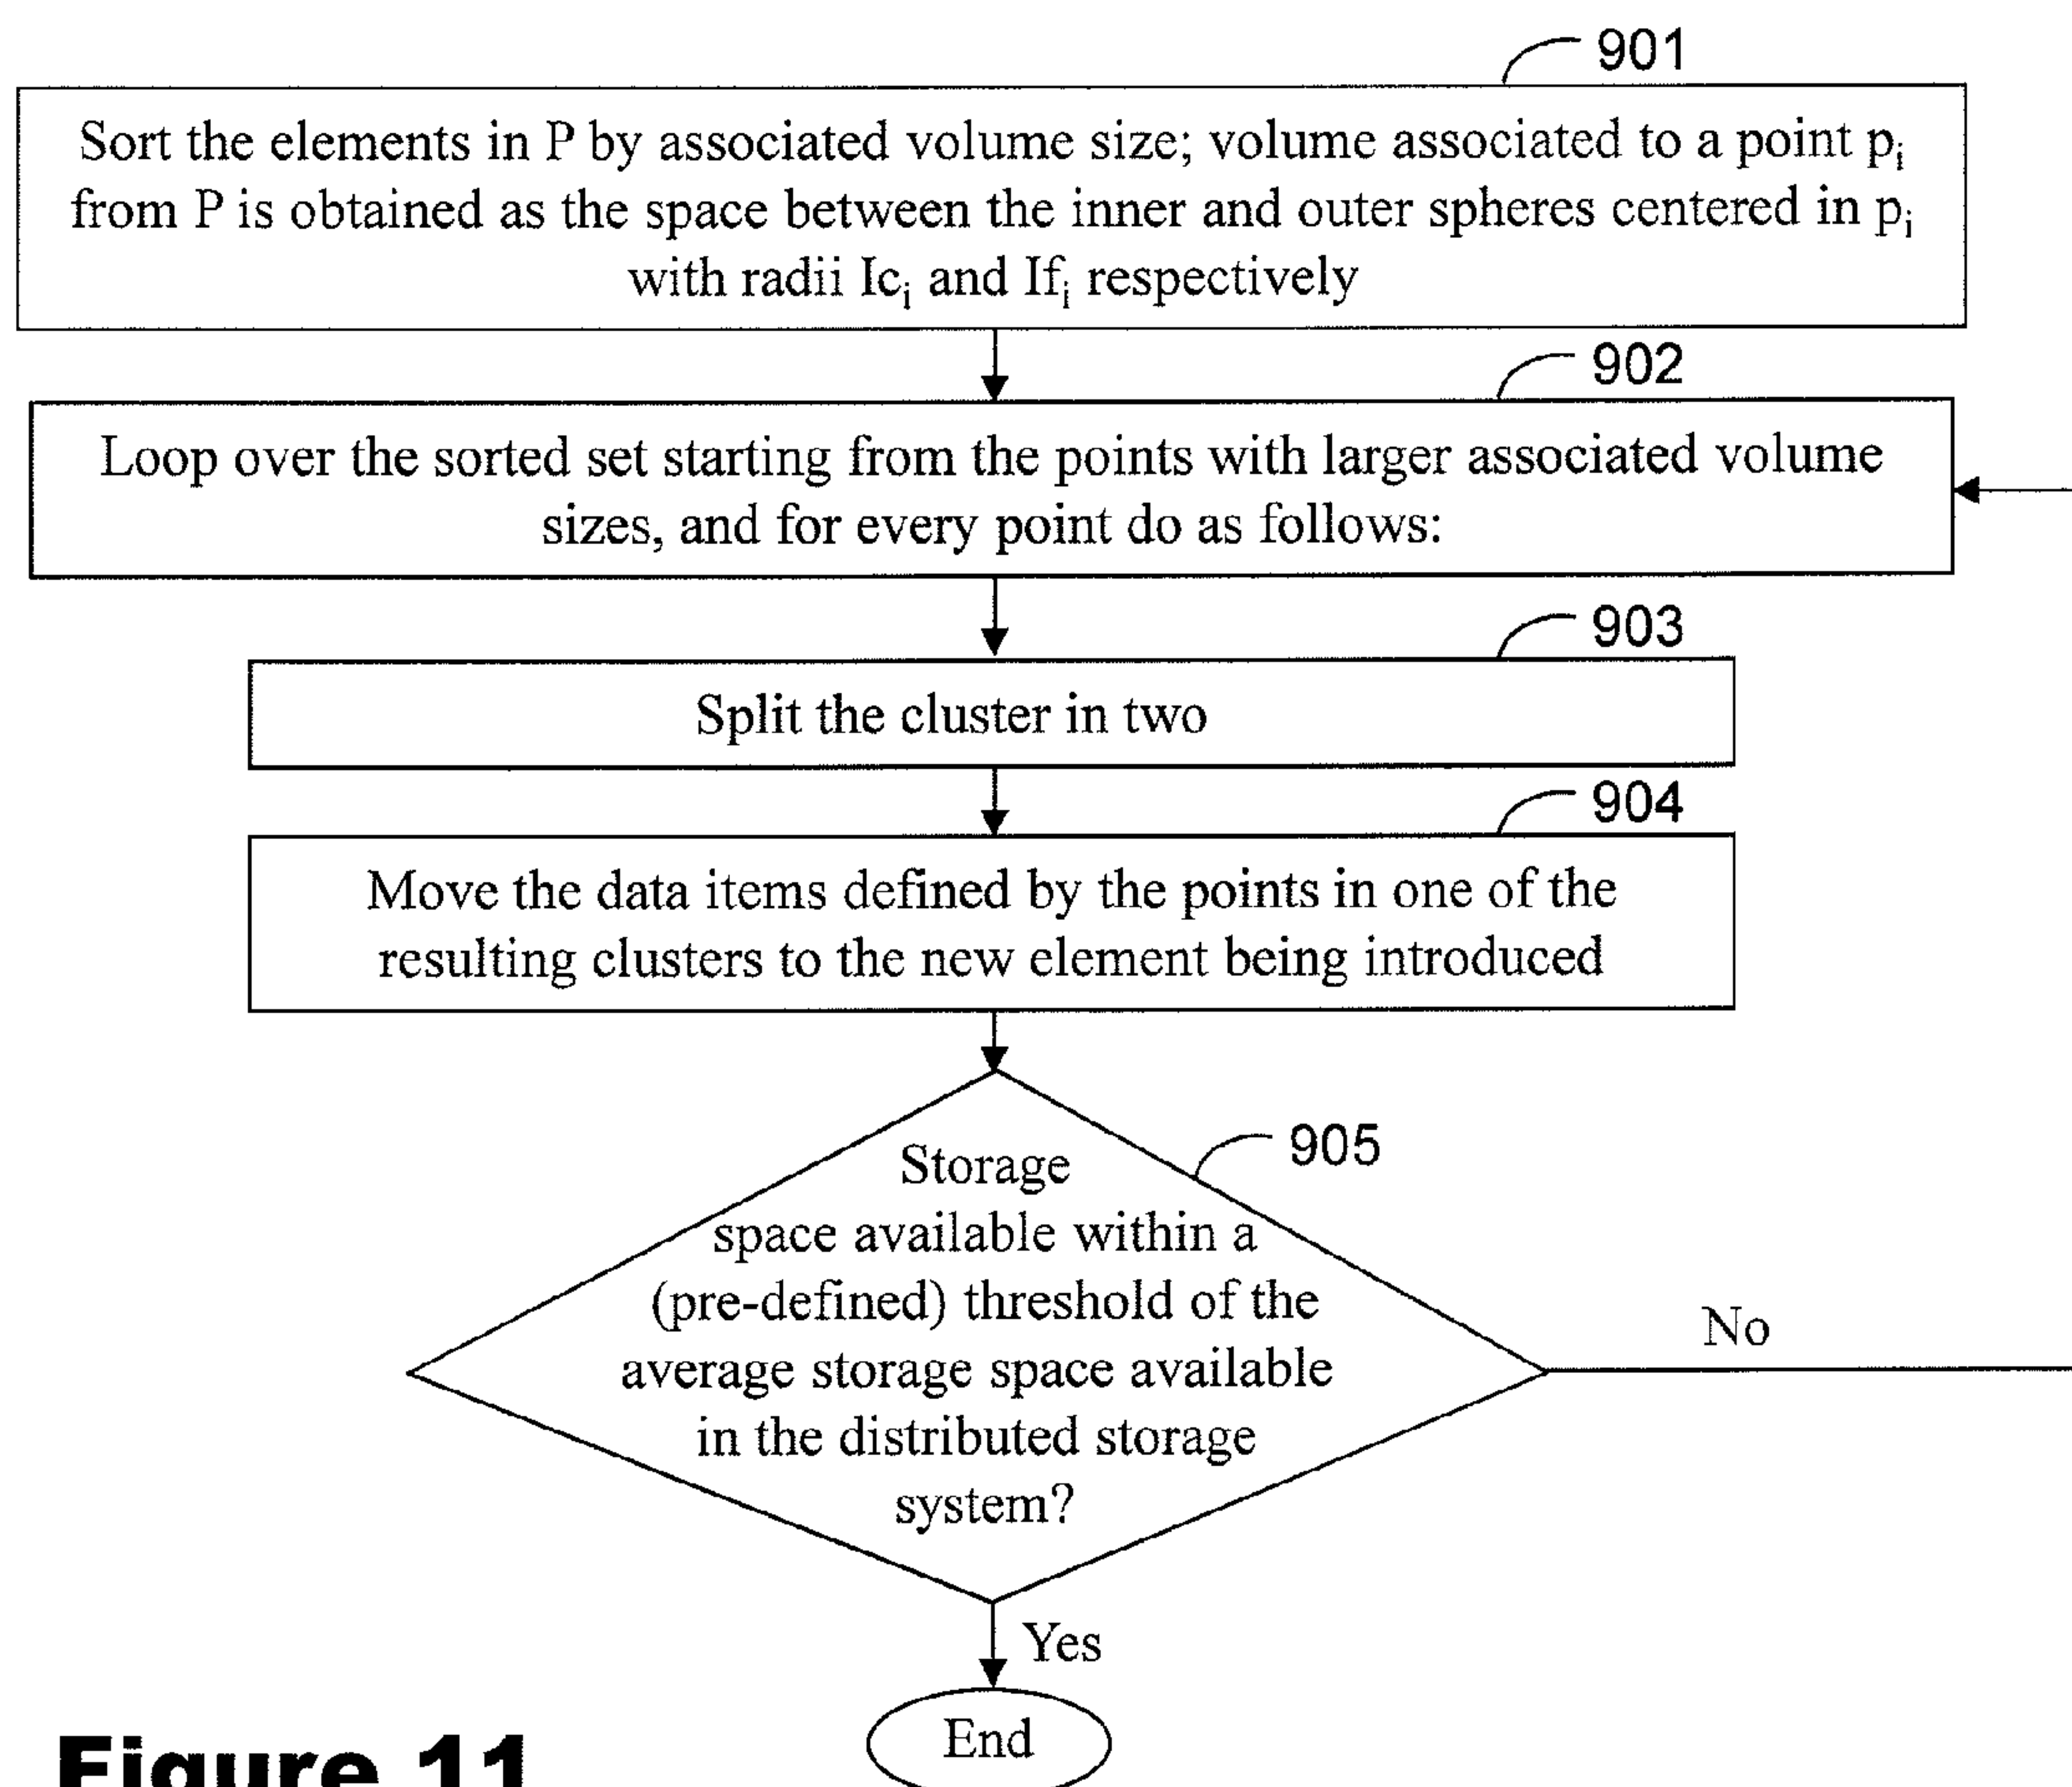 901
Sort the elements in P by associated volume size; volume associated to a point pi
from P is obtained as the space between the inner and outer spheres centered in pi
with radii Ici and Ifi respectively
902
Loop over the sorted set starting from the points with larger associated volume
sizes, and for every point do as follows:
903
Split the cluster in two
904
Move the data items defined by the points in one of the
resulting clusters to the new element being introduced
905
Storage
space available within a
(pre-defined) threshold of the
average storage space available
in the distributed storage
system?
No
Yes
End
Figure 11